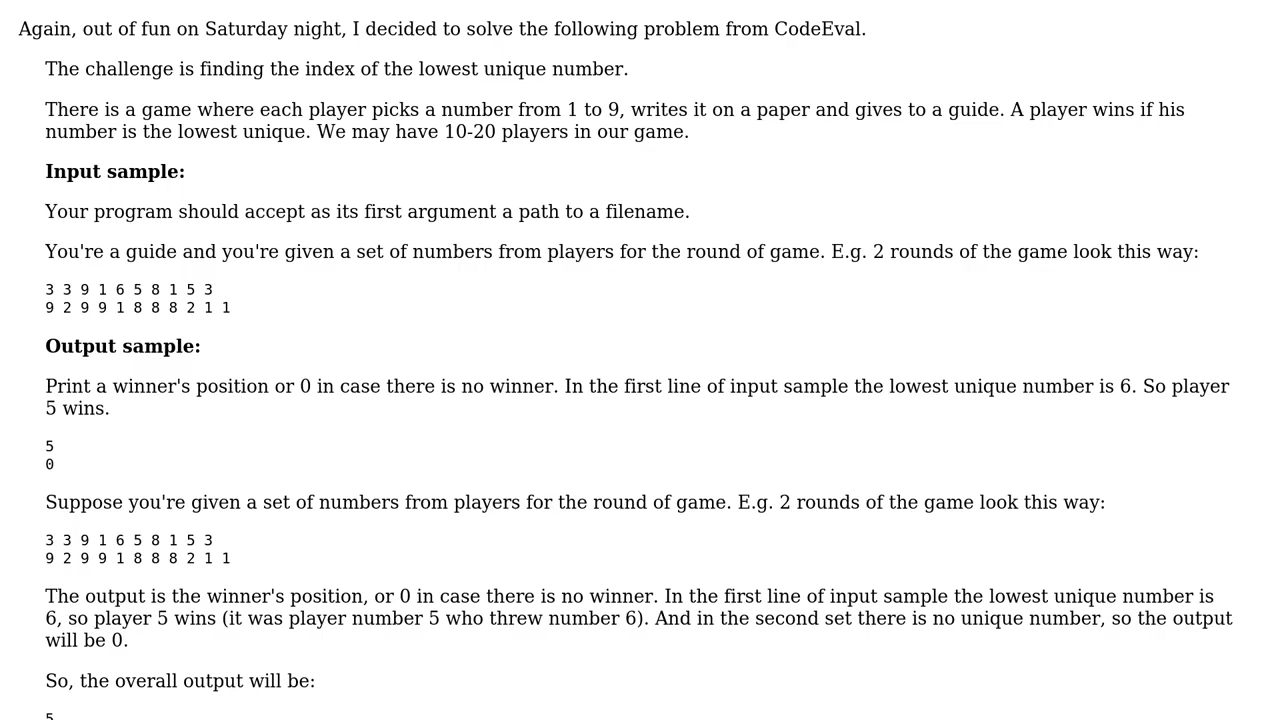 Again, out of fun on Saturday night, I decided to solve the following problem from CodeEval.
The challenge is finding the index of the lowest unique number.
There is a game where each player picks a number from 1 to 9, writes it on a paper and gives to a guide. A player wins if his
number is the lowest unique. We may have 10-20 players in our game.
Input sample:
Your program should accept as its first argument a path to a filename.
You're a guide and you're given a set of numbers from players for the round of game. E.g. 2 rounds of the game look this way:
3 3 9 1 6 5 8 1 5 3
9 2 9 9 1 8 8 8 2 1 1
Output sample:
Print a winner's position or 0 in case there is no winner. In the first line of input sample the lowest unique number is 6. So player
5 wins.
5
0
Suppose you're given a set of numbers from players for the round of game. E.g. 2 rounds of the game look this way:
3 3 9 1 6 5 8 1 5 3
9 2 9 9 1 8 8 8 2 1 1
The output is the winner's position, or 0 in case there is no winner. In the first line of input sample the lowest unique number is
6, so player 5 wins (it was player number 5 who threw number 6). And in the second set there is no unique number, so the output
will be 0.
So, the overall output will be:
5